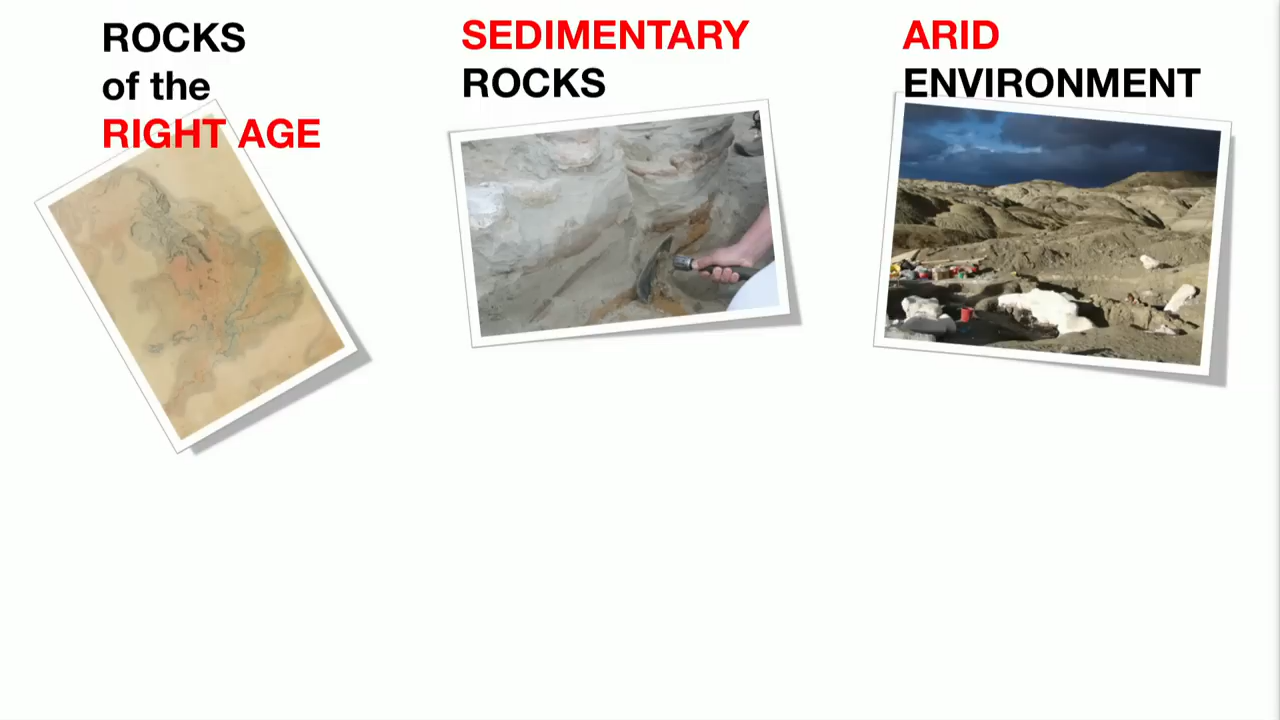 ROCKS
of the
RIGHT AGE
SEDIMENTARY
ROCKS
ARID
ENVIRONMENT